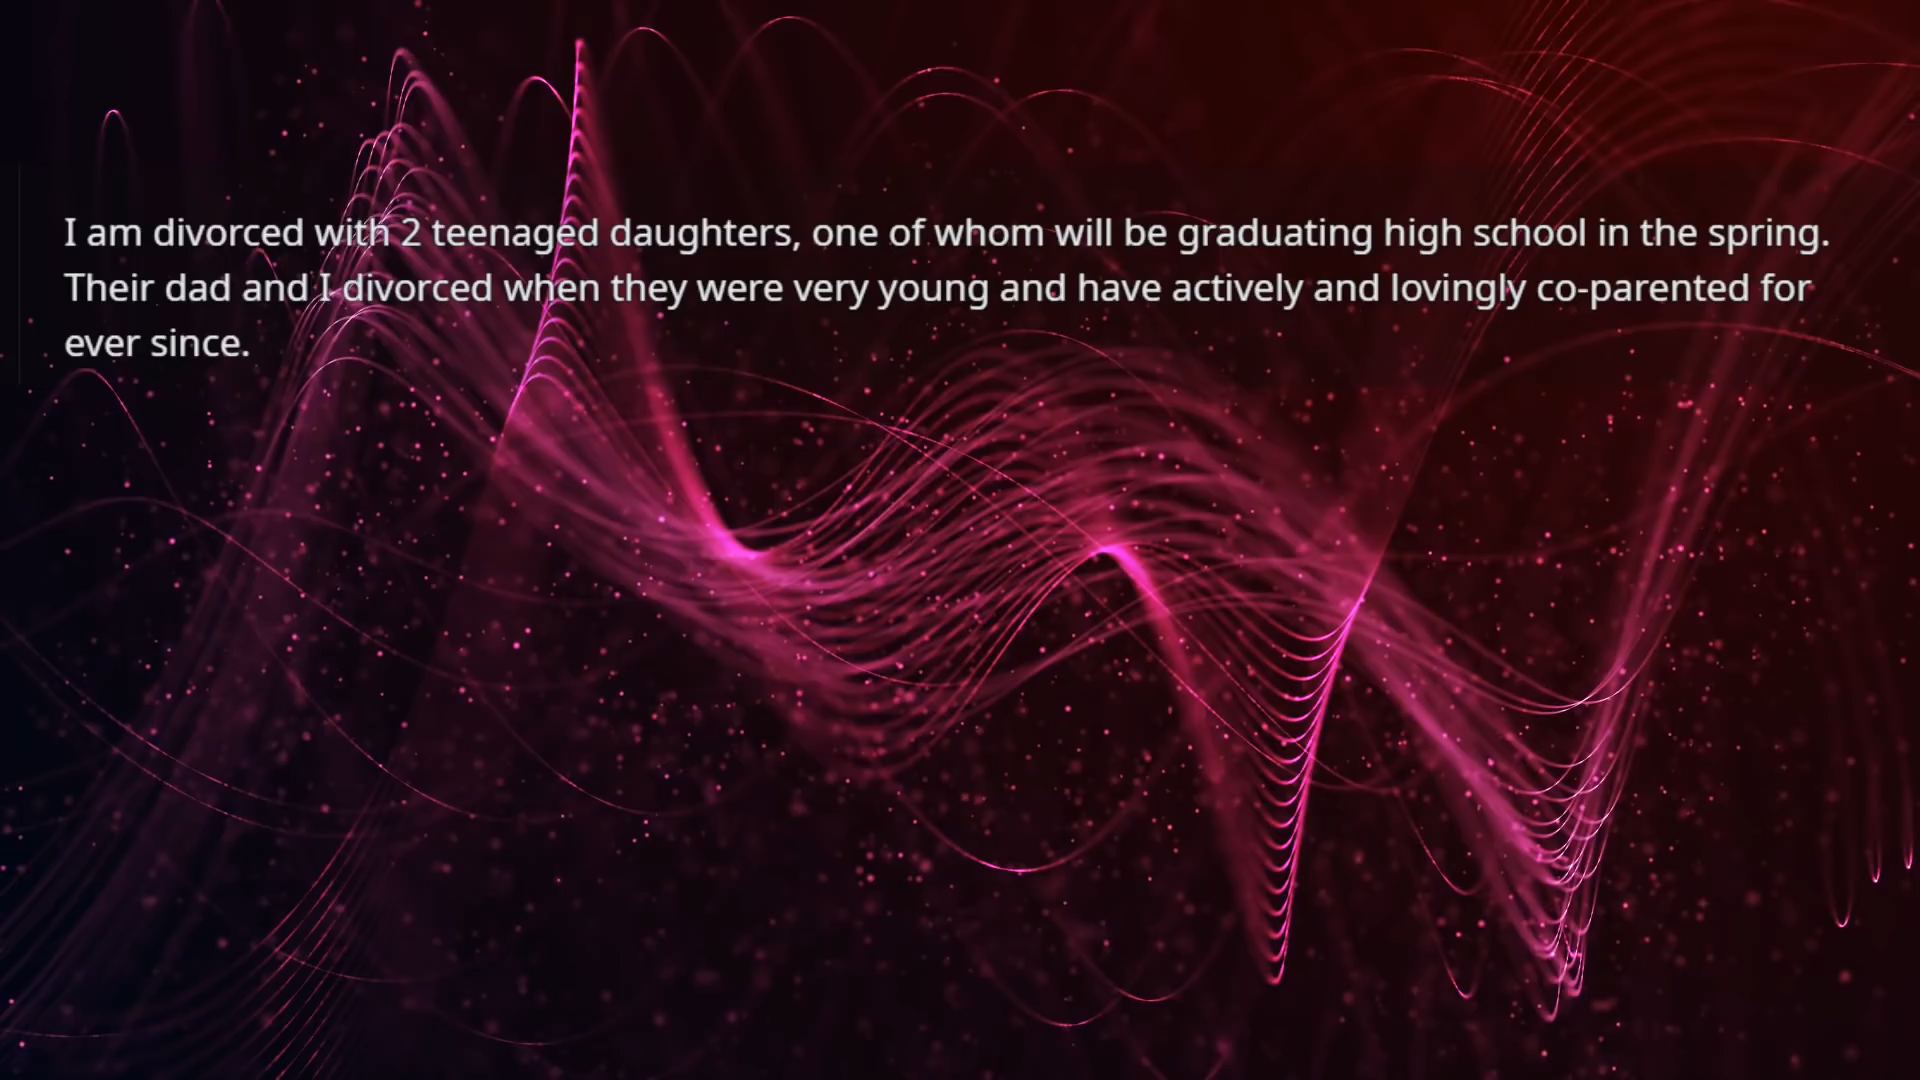 I am divorced with 2 teenaged daughters, one of whom will be graduating high school in the spring.
Their dad and I divorced when they were very young and have actively and lovingly co-parented for
ever since.